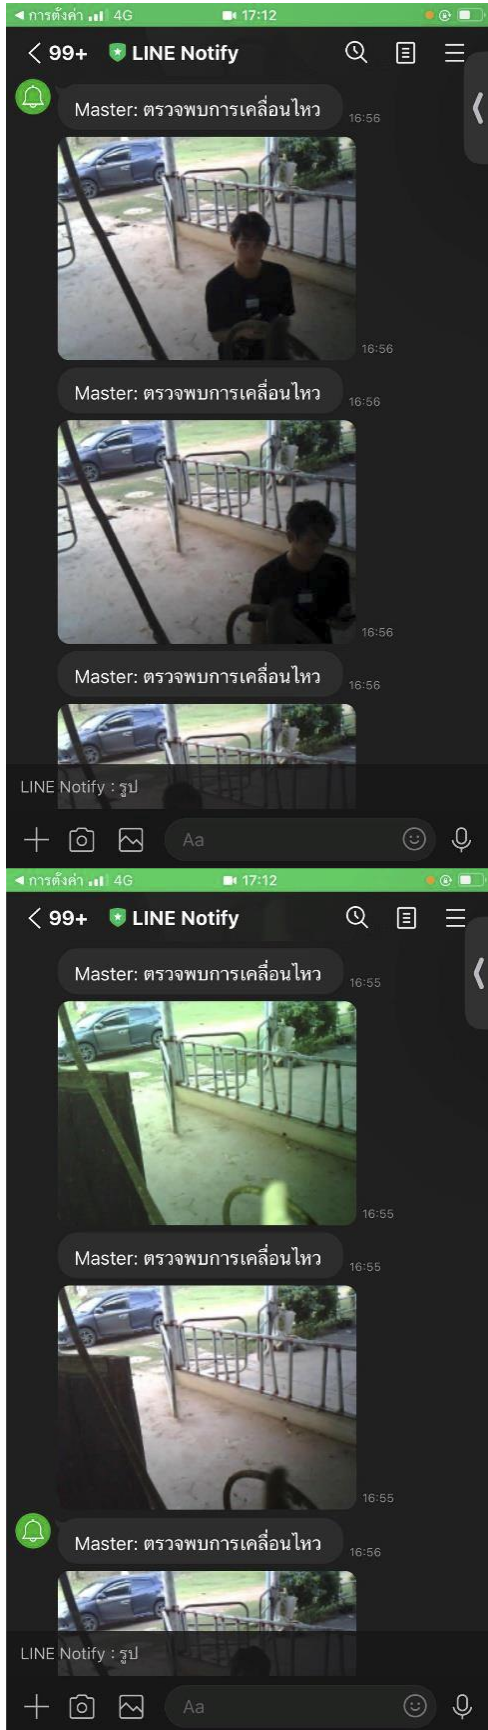 ◀ การตั้งค่า 4G 17:12
99+ LINE Notify
Master: ตรวจพบการเคลื่อนไหว 16:56
16:56
Master: ตรวจพบการเคลื่อนไหว 16:56
16:56
Master: ตรวจพบการเคลื่อนไหว 16:56
LINE Notify : รูป
Aa
◀ การตั้งค่า 4G 17:12
99+ LINE Notify
Master: ตรวจพบการเคลื่อนไหว 16:55
16:55
Master: ตรวจพบการเคลื่อนไหว 16:55
16:55
Master: ตรวจพบการเคลื่อนไหว 16:56
LINE Notify : รูป
Aa